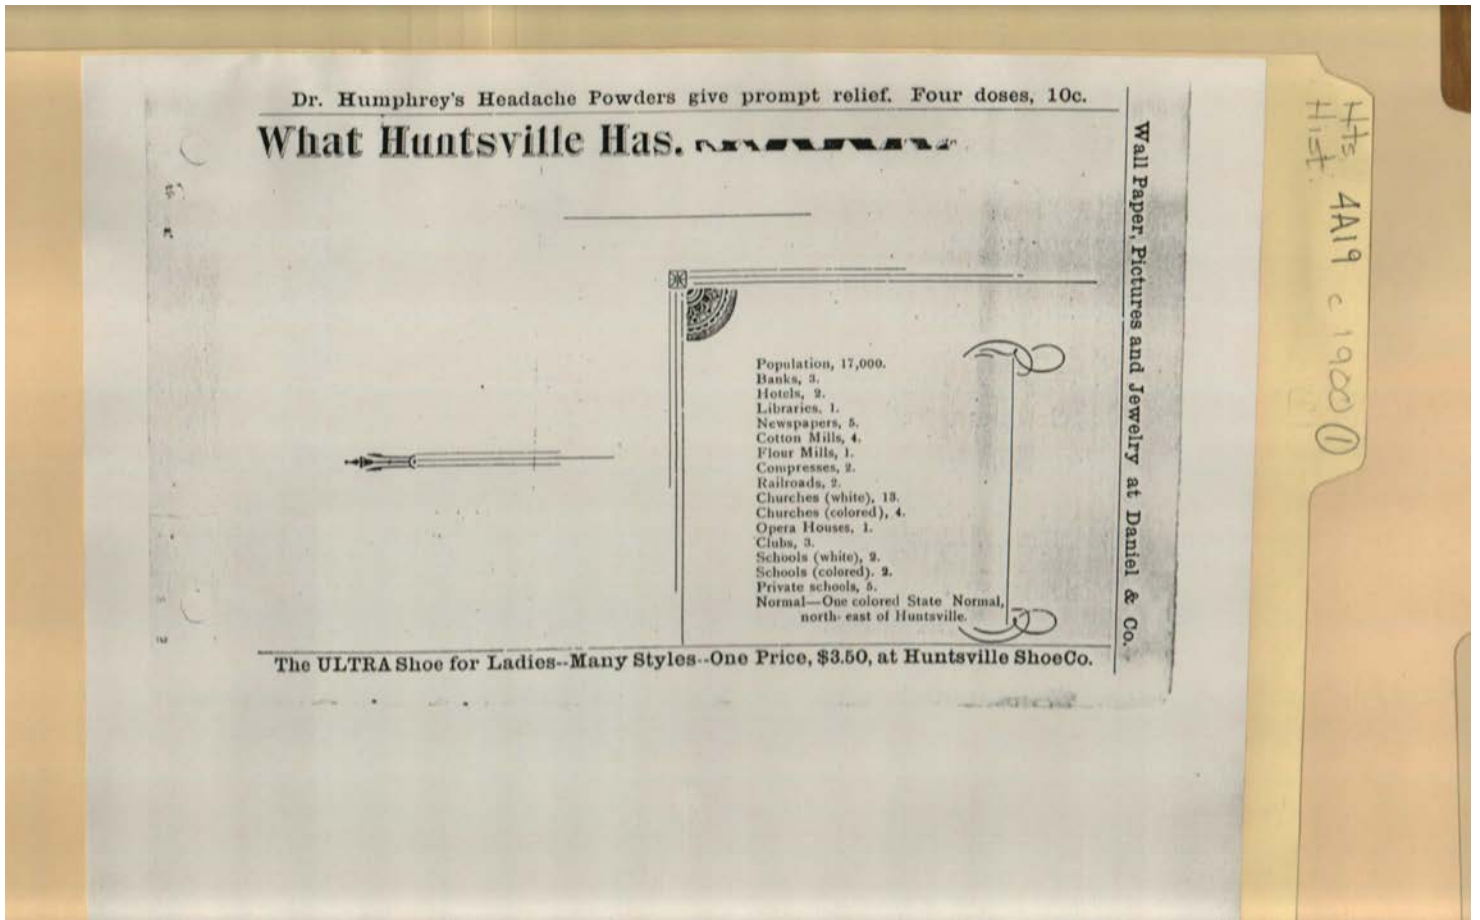 Dr. Humphrey's Headache Powders give prompt relief. Four doses, 10c.
What Huntsville Has.
Population, 17,000.
Banks, 3.
Hotels, 2.
Libraries, 1.
Newspapers, 5.
Cotton Mills, 4.
Flour Mills, 1.
Compresses, 2.
Railroads, 2.
Churches (white), 13.
Churches (colored), 4.
Opera Houses, 1.
Clubs, 3.
Schools (white), 2.
Schools (colored). 2.
Private schools, 5.
Normal—One colored State Normal,
north-east of Huntsville.
The ULTRA Shoe for Ladies--Many Styles--One Price, $3.50, at Huntsville Shoe Co.
Wall Paper, Pictures and Jewelry at Daniel & Co.
Hts 4A19 c 1900 ①
Hist.